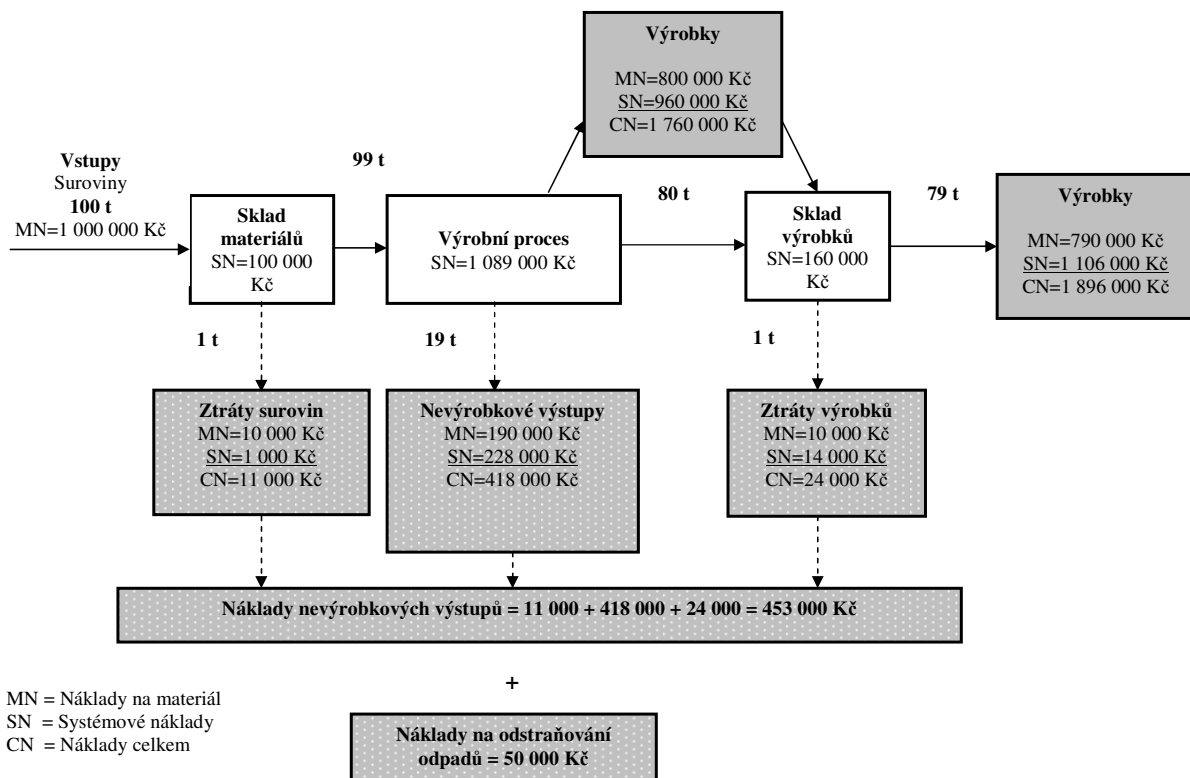 Výrobky
MN=800 000 Kč
SN=960 000 Kč
CN=1 760 000 Kč
Vstupy
Suroviny
100 t
MN=1 000 000 Kč
99 t
80 t
79 t
Sklad
materiálů
SN=100 000
Kč
Výrobní proces
SN=1 089 000 Kč
Sklad
výrobků
SN=160 000
Kč
Výrobky
MN=790 000 Kč
SN=1 106 000 Kč
CN=1 896 000 Kč
1 t
19 t
1 t
Ztráty surovin
MN=10 000 Kč
SN=1 000 Kč
CN=11 000 Kč
Nevýrobkové výstupy
MN=190 000 Kč
SN=228 000 Kč
CN=418 000 Kč
Ztráty výrobků
MN=10 000 Kč
SN=14 000 Kč
CN=24 000 Kč
Náklady nevýrobkových výstupů = 11 000 + 418 000 + 24 000 = 453 000 Kč
+
MN = Náklady na materiál
SN = Systémové náklady
CN = Náklady celkem
Náklady na odstraňování
odpadů = 50 000 Kč